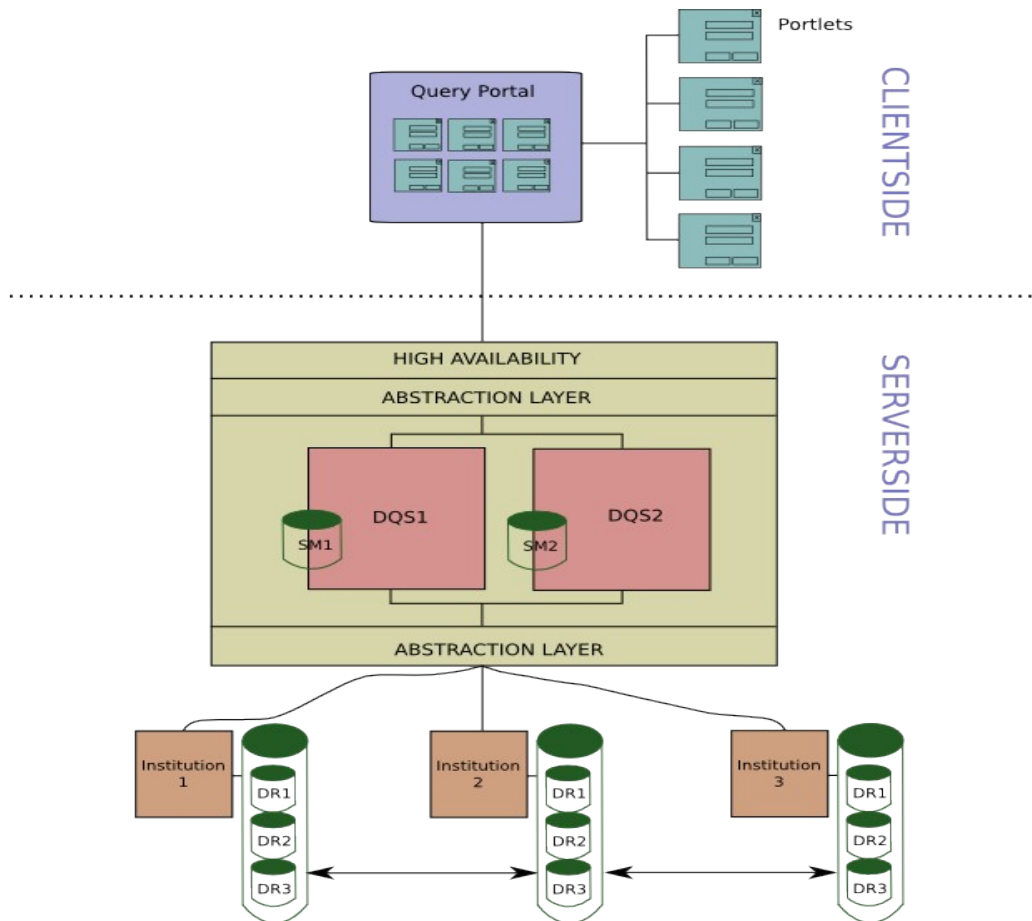 Portlets
Query Portal
CLIENTSIDE
HIGH AVAILABILITY
ABSTRACTION LAYER
SERVERSIDE
DQS1
DQS2
SM1
SM2
ABSTRACTION LAYER
Institution
1
DR1
DR2
DR3
Institution
2
DR1
DR2
DR3
Institution
3
DR1
DR2
DR3